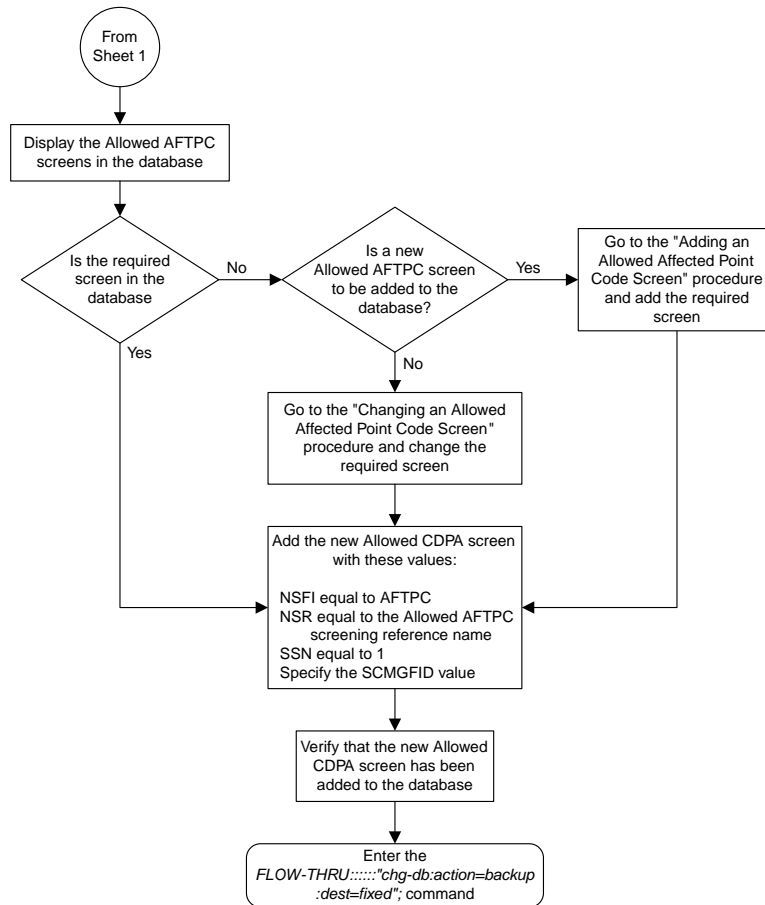 From
Sheet 1
Display the Allowed AFTPC
screens in the database
Is the required
screen in the
database
No
Is a new
Allowed AFTPC screen
to be added to the
database?
Yes
Go to the "Adding an
Allowed Affected Point
Code Screen" procedure
and add the required
screen
Yes
No
Go to the "Changing an Allowed
Affected Point Code Screen"
procedure and change the
required screen
Add the new Allowed CDPA screen
with these values:
NSFI equal to AFTPC
NSR equal to the Allowed AFTPC
screening reference name
SSN equal to 1
Specify the SCMGFID value
Verify that the new Allowed
CDPA screen has been
added to the database
Enter the
FLOW-THRU::::::"chg-db:action=backup
:dest=fixed"; command